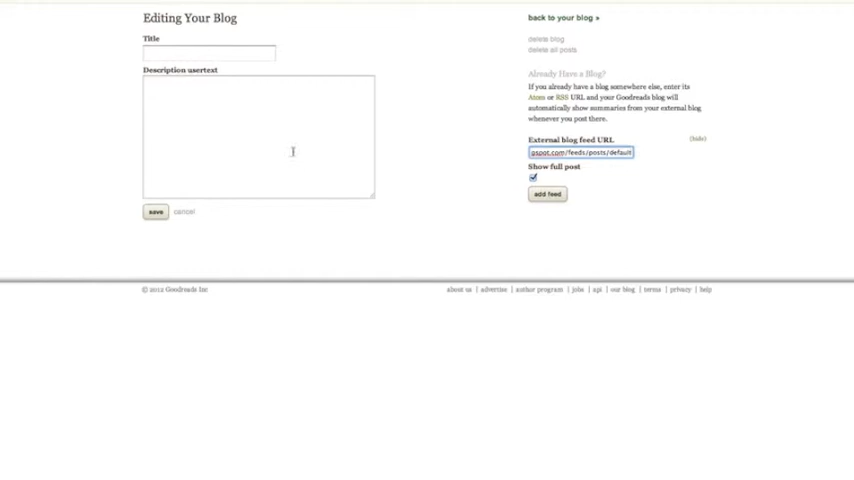 Editing Your Blog
Title
Description usertext
save cancel
back to your blog »
delete blog
delete all posts
Already Have a Blog?
If you already have a blog somewhere else, enter its
Atom or RSS URL and your Goodreads blog will
automatically show summaries from your external blog
whenever you post there.
External blog feed URL (hide)
gspot.com/feeds/posts/default
Show full post
add feed
© 2012 Goodreads Inc
about us | advertise | author program | jobs | api | our blog | terms | privacy | help